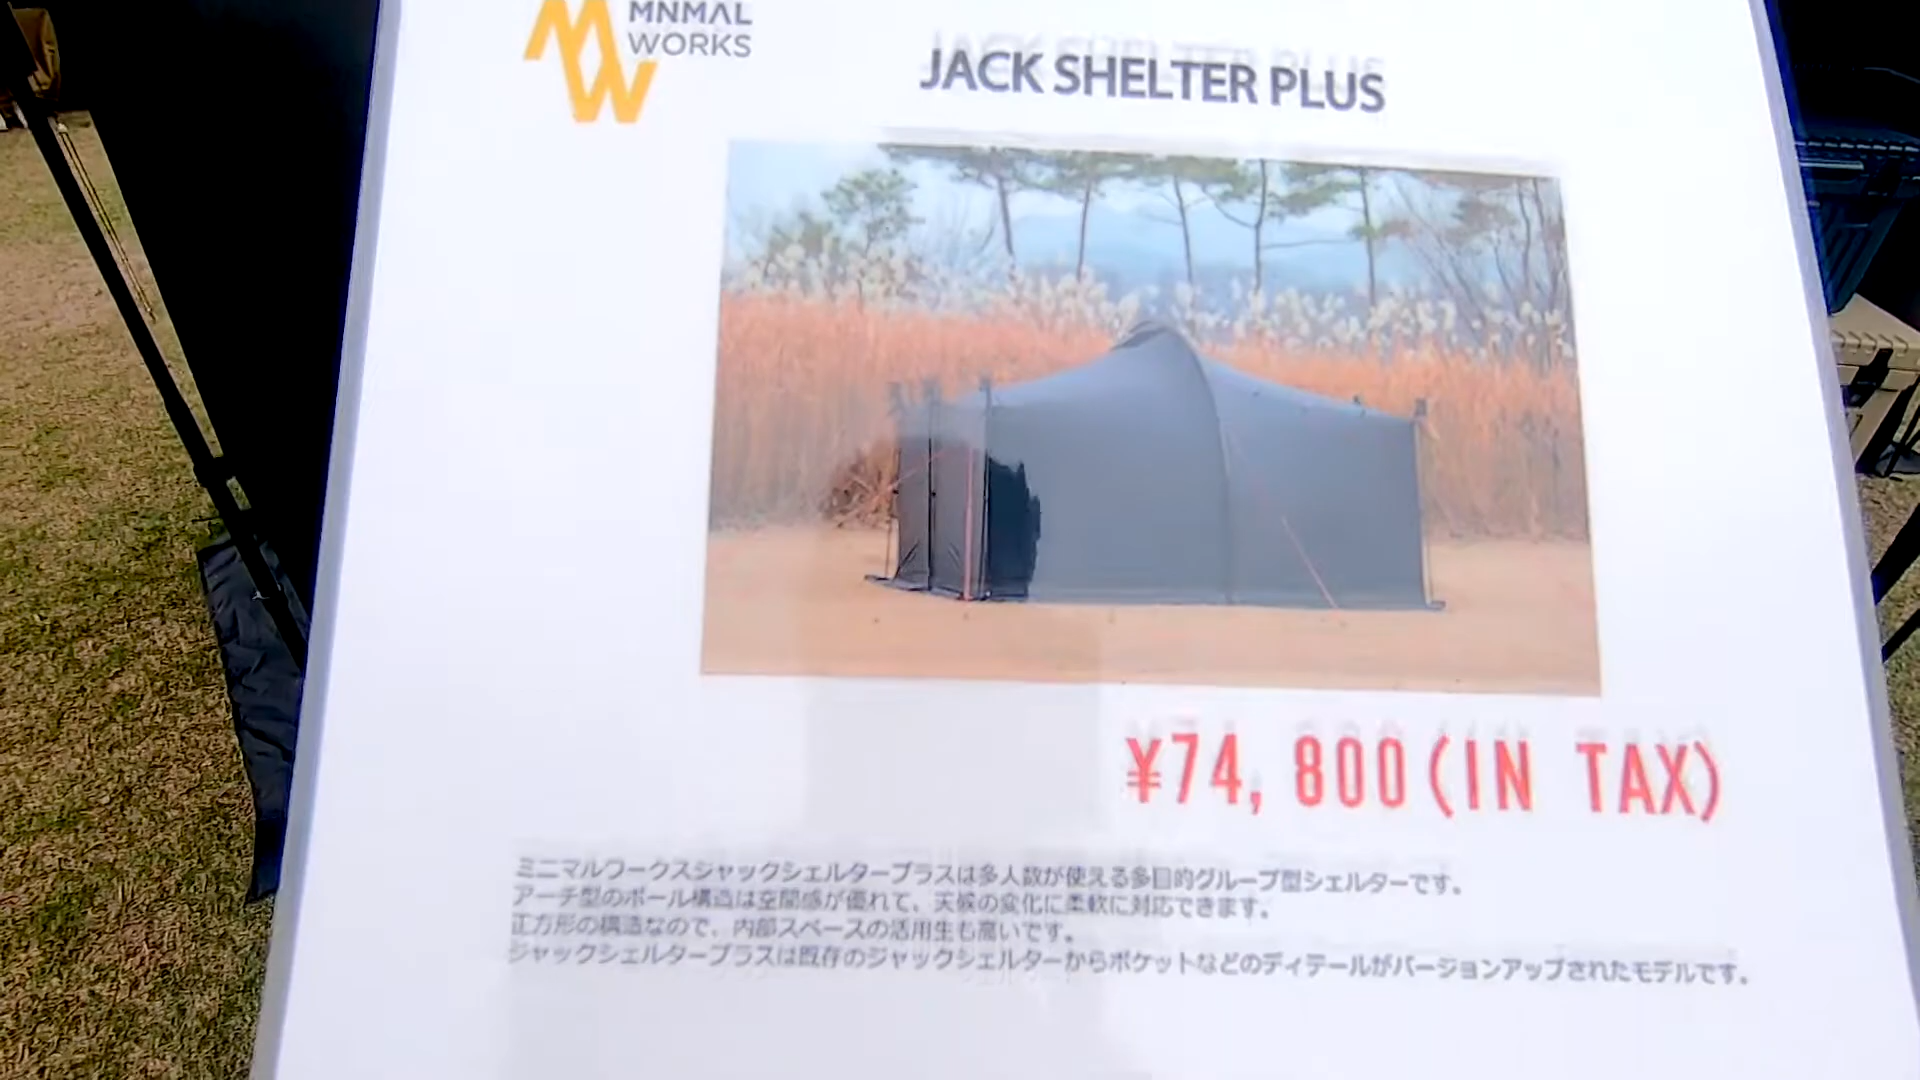 MNMAL
WORKS
JACK SHELTER PLUS
¥74,800(IN TAX)
ミニマルワークスジャックシェルタープラスは多人数が使える多目的グループ型シェルターです。
アーチ型のポール構造は空間感が優れて、天候の変化に柔軟に対応できます。
正方形の構造なので、内部スペースの活用生も高いです。
ジャックシェルタープラスは既存のジャックシェルターからポケットなどのディテールがバージョンアップされたモデルです。